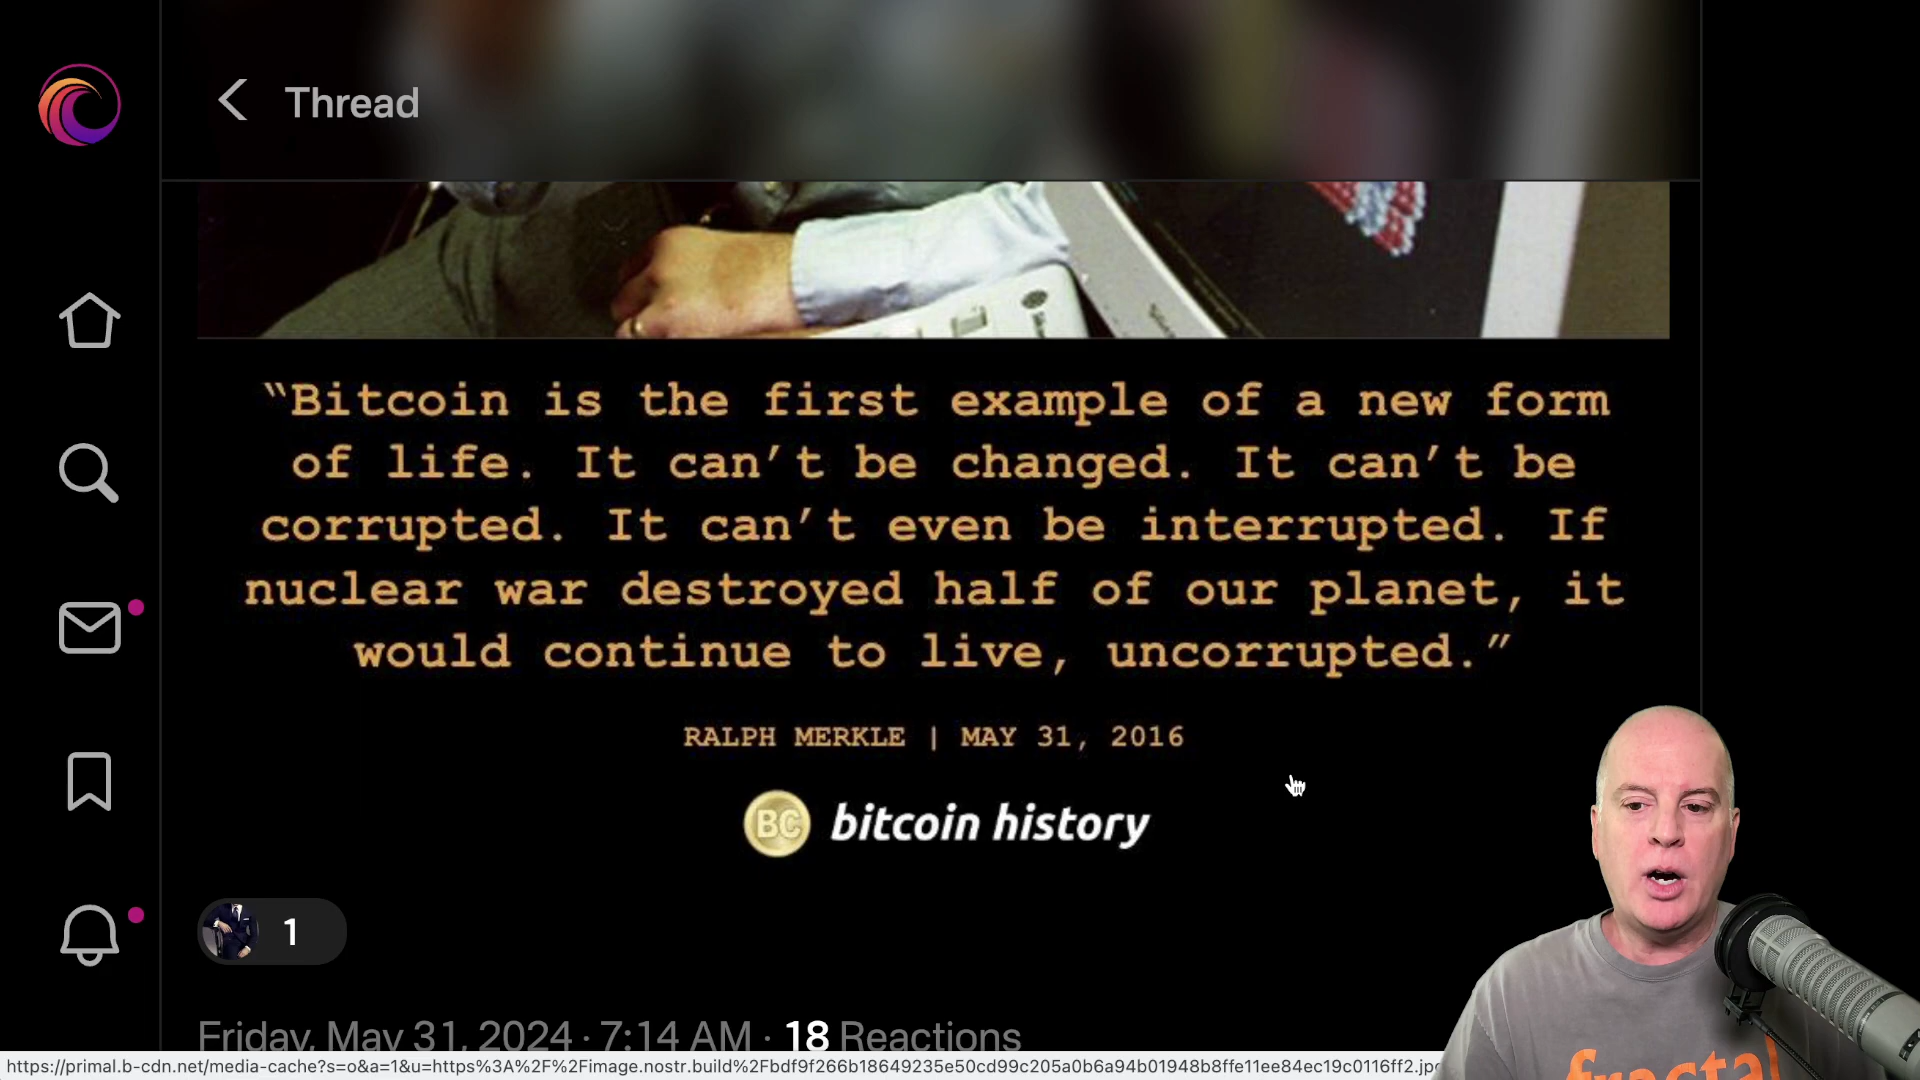 Thread
“Bitcoin is the first example of a new form
of life. It can’t be changed. It can’t be
corrupted. It can’t even be interrupted. If
nuclear war destroyed half of our planet, it
would continue to live, uncorrupted.”
RALPH MERKLE | MAY 31, 2016
BC bitcoin history
1
Friday, May 31, 2024 · 7:14 AM · 18 Reactions
https://primal.b-cdn.net/media-cache?s=o&a=1&u=https%3A%2F%2Fimage.nostr.build%2Fbdf9f266b18649235e50cd99c205a0b6a94b01948b8ffe11ee84ec19c0116ff2.jpg
fractal